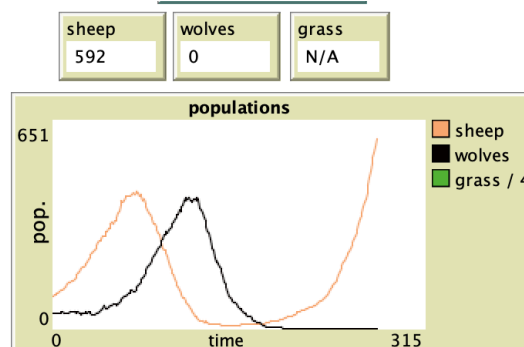 sheep wolves grass
592 0 N/A
populations
651
sheep
wolves
grass / 4
pop.
0
0 time 315